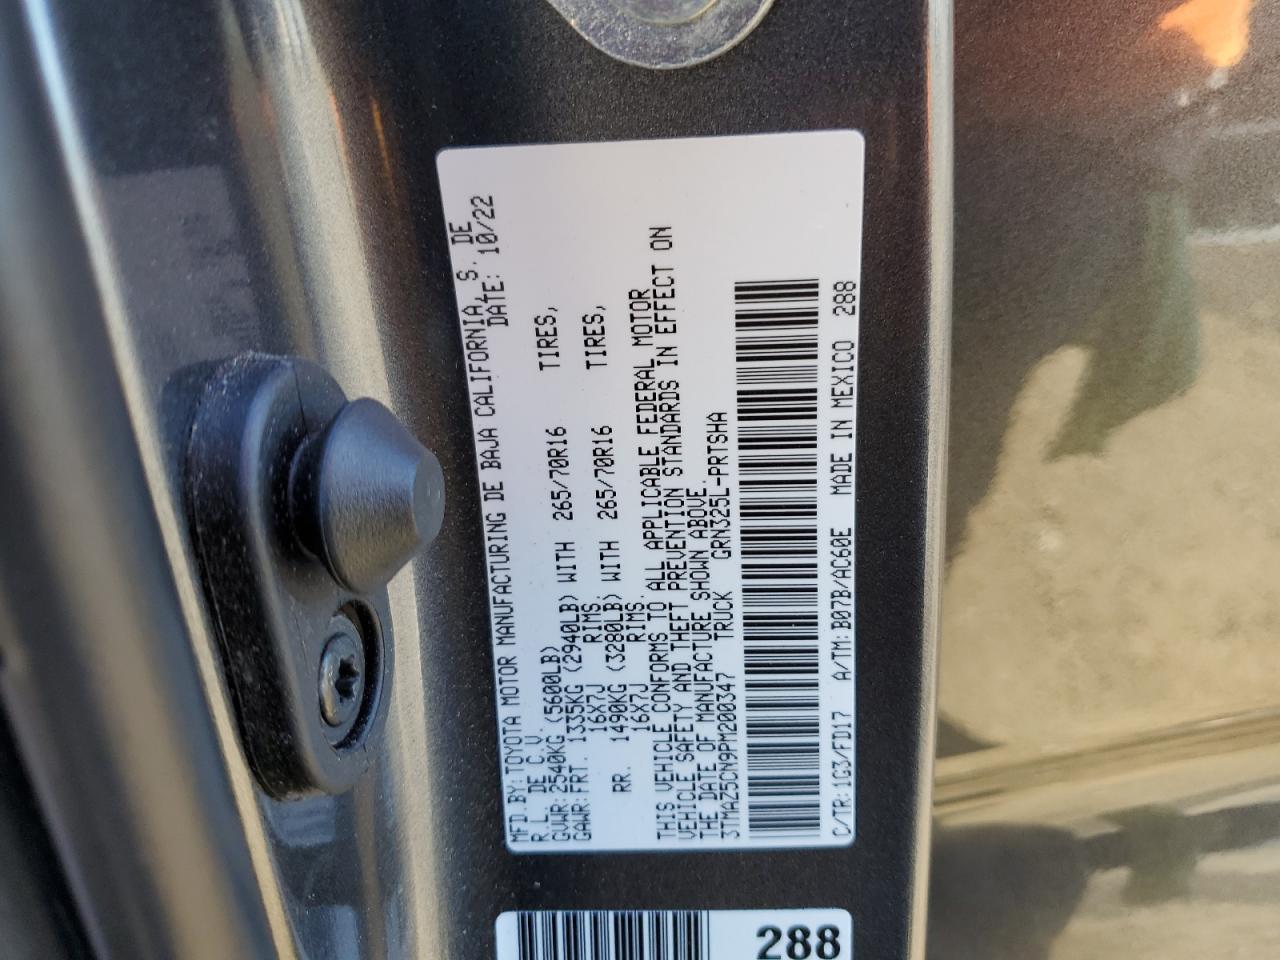 MFD.BY:TOYOTA MOTOR MANUFACTURING DE BAJA CALIFORNIA, S. DE
R.L. DE C.V. DATE: 10/22
GVWR:2540KG (5600LB)
GAWR:FRT. 1335KG (2940LB) WITH 265/70R16 TIRES,
16X7J RIMS.
RR. 1490KG (3280LB) WITH 265/70R16 TIRES,
16X7J RIMS.
THIS VEHICLE CONFORMS TO ALL APPLICABLE FEDERAL MOTOR
VEHICLE SAFETY AND THEFT PREVENTION STANDARDS IN EFFECT ON
THE DATE OF MANUFACTURE SHOWN ABOVE.
3TMAZ5CN9PM200347 TRUCK GRN325L-PRTSHA
C/TR:1G3/FD17 A/TM:B07B/AC60E MADE IN MEXICO 288
288